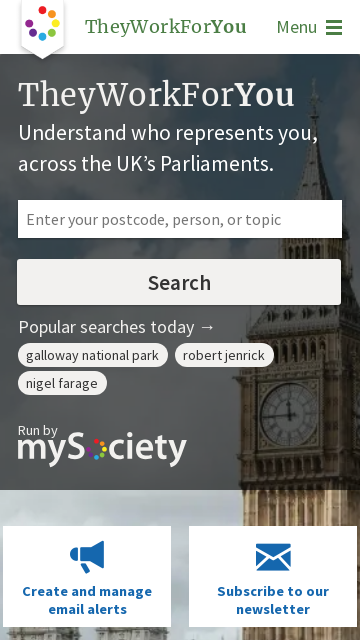 TheyWorkForYou
Menu
TheyWorkForYou
Understand who represents you,
across the UK’s Parliaments.
Enter your postcode, person, or topic
Search
Popular searches today →
galloway national park
robert jenrick
nigel farage
Run by
mySociety
Create and manage
email alerts
Subscribe to our
newsletter